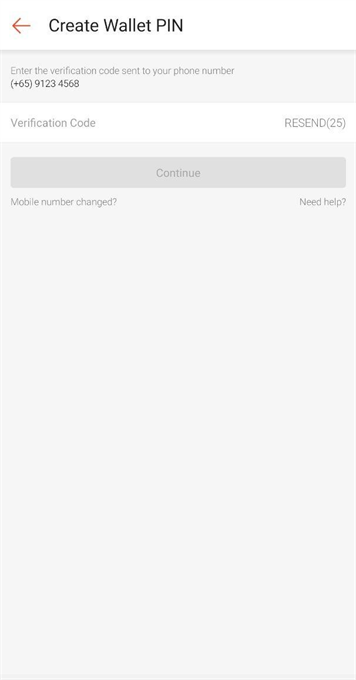 Create Wallet PIN
Enter the verification code sent to your phone number
(+65) 9123 4568
Verification Code RESEND(25)
Continue
Mobile number changed? Need help?